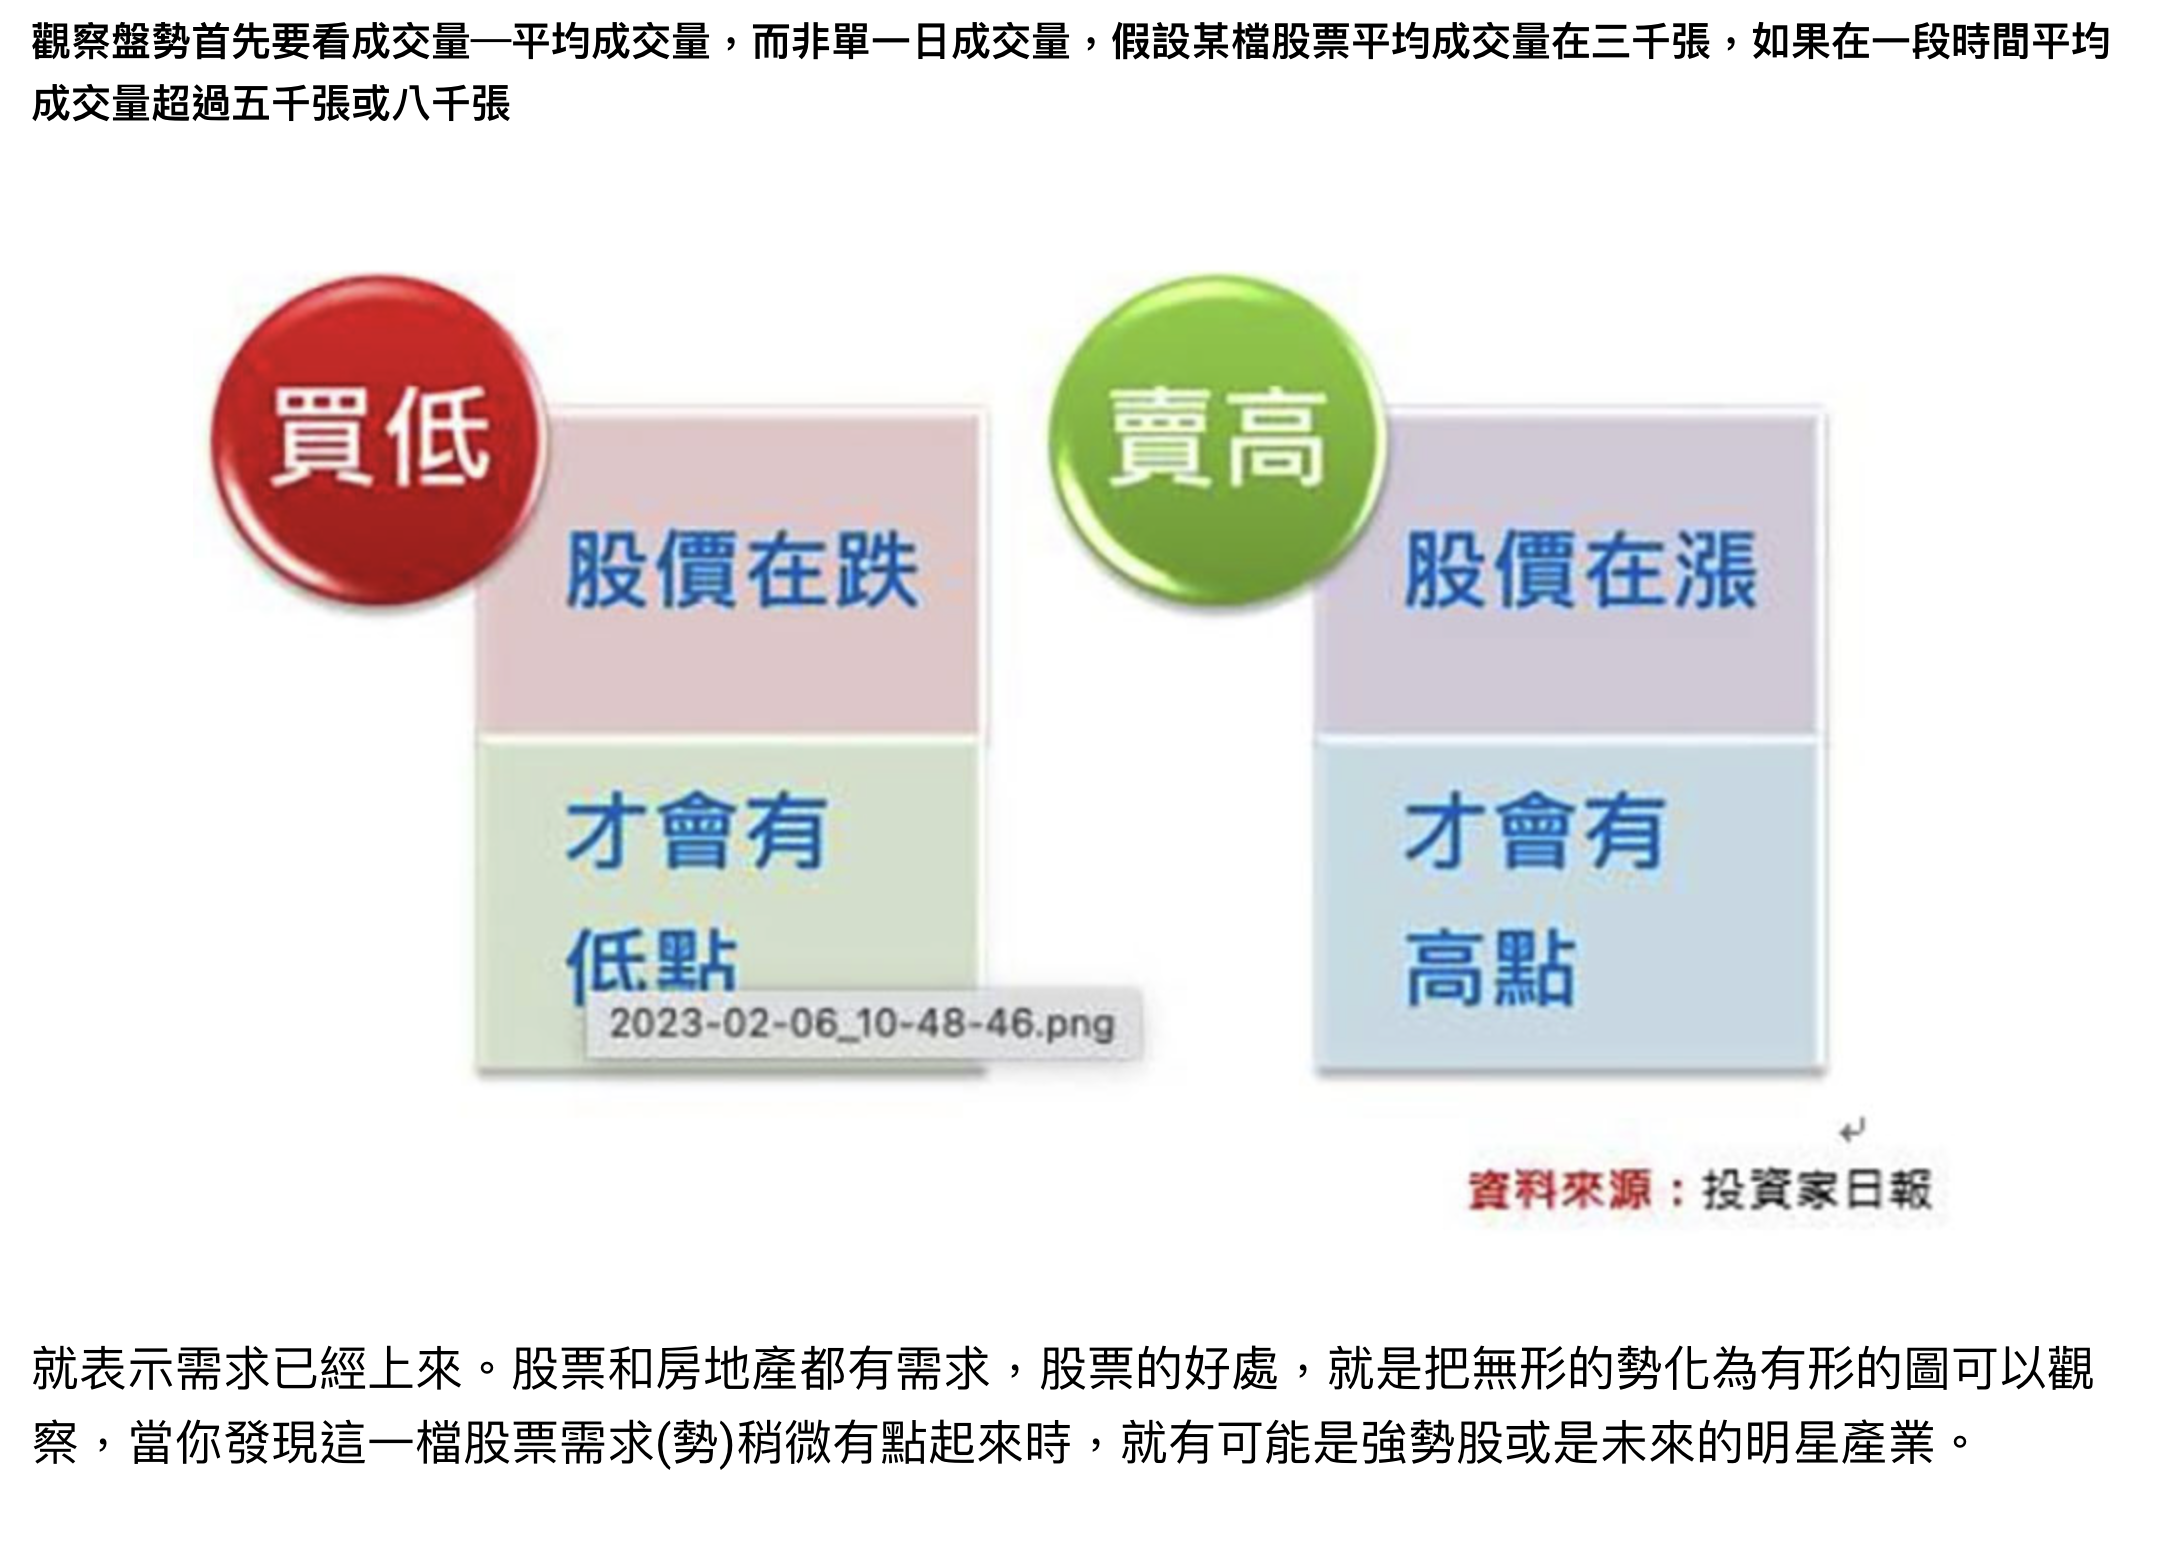 觀察盤勢首先要看成交量─平均成交量，而非單一日成交量，假設某檔股票平均成交量在三千張，如果在一段時間平均
成交量超過五千張或八千張
買低
股價在跌
才會有
低點
2023-02-06_10-48-46.png
賣高
股價在漲
才會有
高點
↵
資料來源：投資家日報
就表示需求已經上來。股票和房地產都有需求，股票的好處，就是把無形的勢化為有形的圖可以觀
察，當你發現這一檔股票需求(勢)稍微有點起來時，就有可能是強勢股或是未來的明星產業。